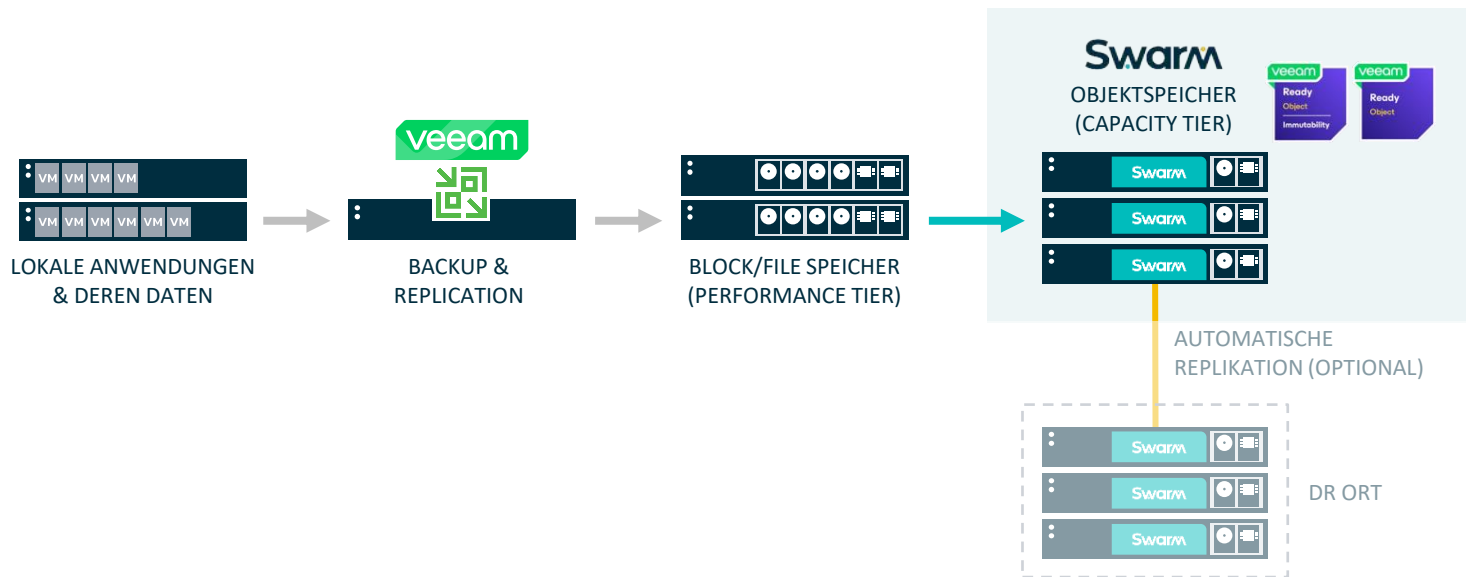 VM VM VM VM
VM VM VM VM VM VM
LOKALE ANWENDUNGEN
& DEREN DATEN
veeam
BACKUP &
REPLICATION
BLOCK/FILE SPEICHER
(PERFORMANCE TIER)
Swarm
OBJEKTSPEICHER
(CAPACITY TIER)
veeam
Ready
Object
Immutability
veeam
Ready
Object
Swarm
Swarm
Swarm
AUTOMATISCHE
REPLIKATION (OPTIONAL)
Swarm
Swarm
Swarm
DR ORT